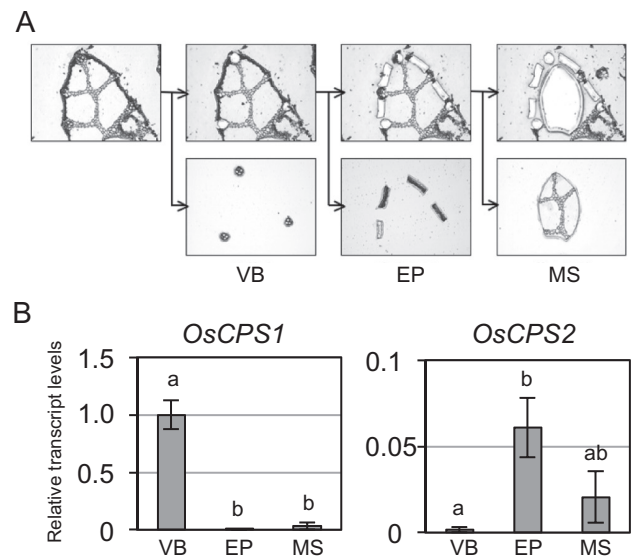 A
VB EP MS
B
OsCPS1 OsCPS2
Relative transcript levels
1.5
1.0
0.5
0
a
b
b
VB EP MS
0.1
0.05
0
a
b
ab
VB EP MS